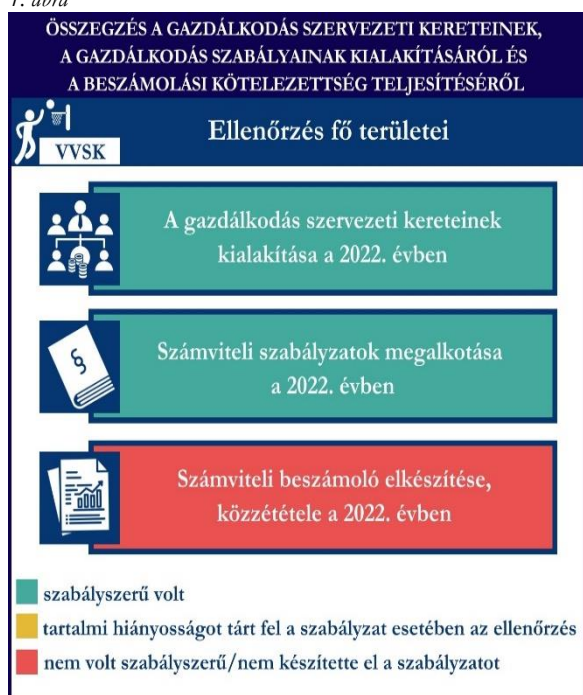 1. ábra
ÖSSZEGZÉS A GAZDÁLKODÁS SZERVEZETI KERETEINEK,
A GAZDÁLKODÁS SZABÁLYAINAK KIALAKÍTÁSÁRÓL ÉS
A BESZÁMOLÁSI KÖTELEZETTSÉG TELJESÍTÉSÉRŐL
VVSK
Ellenőrzés fő területei
A gazdálkodás szervezeti kereteinek
kialakítása a 2022. évben
§
Számviteli szabályzatok megalkotása
a 2022. évben
Számviteli beszámoló elkészítése,
közzététele a 2022. évben
szabályszerű volt
tartalmi hiányosságot tárt fel a szabályzat esetében az ellenőrzés
nem volt szabályszerű/nem készítette el a szabályzatot